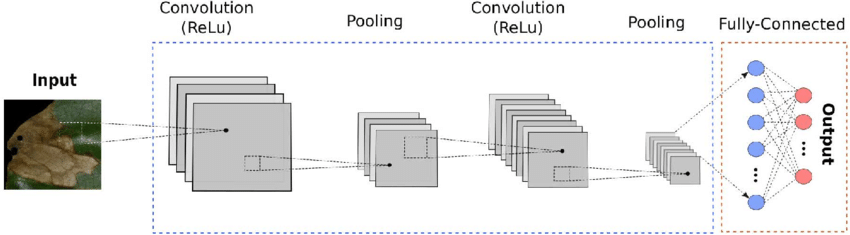 Convolution
(ReLu)
Pooling
Convolution
(ReLu)
Pooling
Fully-Connected
Input
Output
...
...